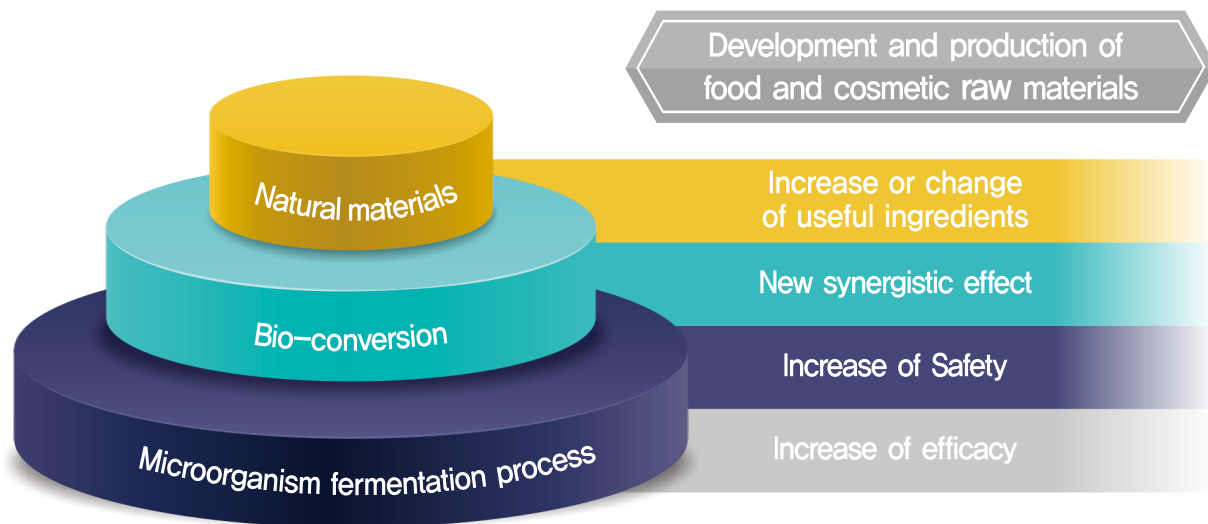 Development and production of
food and cosmetic raw materials
Natural materials
Bio-conversion
Microorganism fermentation process
Increase or change
of useful ingredients
New synergistic effect
Increase of Safety
Increase of efficacy